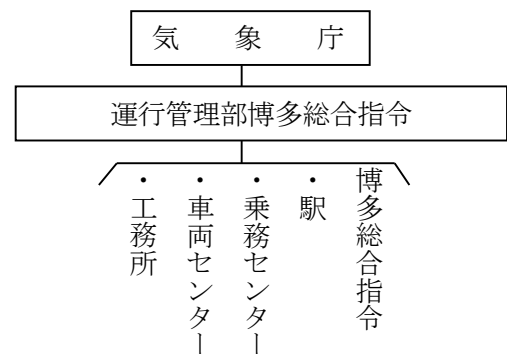 気象庁
運行管理部博多総合指令
博多総合指令
・駅
・乗務センター
・車両センター
・工務所